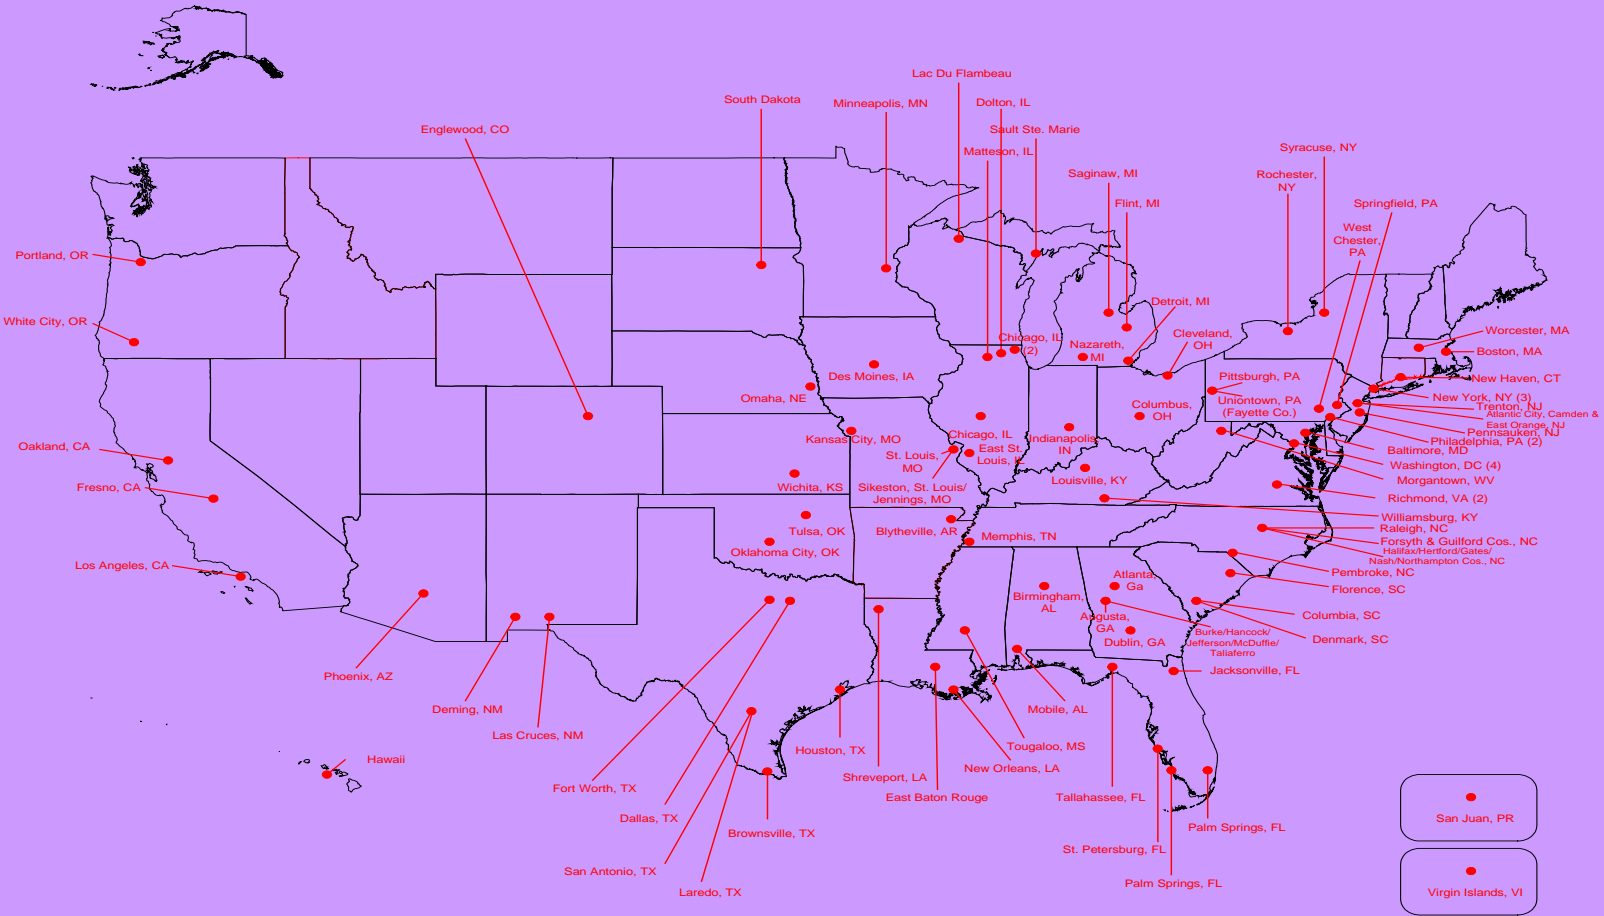 Lac Du Flambeau
South Dakota
Minneapolis, MN
Dolton, IL
Englewood, CO
Sault Ste. Marie
Matteson, IL
Syracuse, NY
Saginaw, MI
Rochester,
NY
Flint, MI
Springfield, PA
West
Chester,
PA
Portland, OR
Detroit, MI
White City, OR
Chicago, IL
(2)
Nazareth,
MI
Cleveland,
OH
Worcester, MA
Boston, MA
Des Moines, IA
Pittsburgh, PA
New Haven, CT
Omaha, NE
Columbus,
OH
Uniontown, PA
(Fayette Co.)
New York, NY (3)
Trenton, NJ
Atlantic City, Camden &
East Orange, NJ
Pennsauken, NJ
Philadelphia, PA (2)
Kansas City, MO
Chicago, IL
Indianapolis
IN
Oakland, CA
St. Louis,
MO
East St.
Louis, IL
Baltimore, MD
Washington, DC (4)
Morgantown, WV
Fresno, CA
Wichita, KS
Sikeston, St. Louis/
Jennings, MO
Louisville, KY
Richmond, VA (2)
Williamsburg, KY
Tulsa, OK
Blytheville, AR
Memphis, TN
Raleigh, NC
Forsyth & Guilford Cos., NC
Oklahoma City, OK
Halifax/Hertford/Gates/
Nash/Northampton Cos., NC
Los Angeles, CA
Pembroke, NC
Atlanta,
Ga
Florence, SC
Birmingham,
AL
Augusta,
GA
Columbia, SC
Burke/Hancock/
Jefferson/McDuffie/
Taliaferro
Dublin, GA
Denmark, SC
Phoenix, AZ
Jacksonville, FL
Deming, NM
Mobile, AL
Las Cruces, NM
Houston, TX
Tougaloo, MS
Hawaii
New Orleans, LA
Shreveport, LA
Fort Worth, TX
East Baton Rouge
Tallahassee, FL
Dallas, TX
Brownsville, TX
Palm Springs, FL
San Juan, PR
St. Petersburg, FL
San Antonio, TX
Palm Springs, FL
Laredo, TX
Virgin Islands, VI